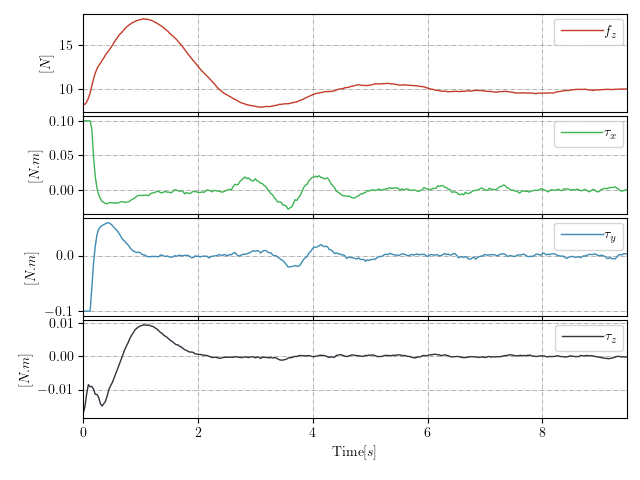 15
10
[N]
f_z
0.10
0.05
0.00
[N.m]
τ_x
0.0
−0.1
[N.m]
τ_y
0.01
0.00
−0.01
[N.m]
τ_z
0 2 4 6 8
Time[s]